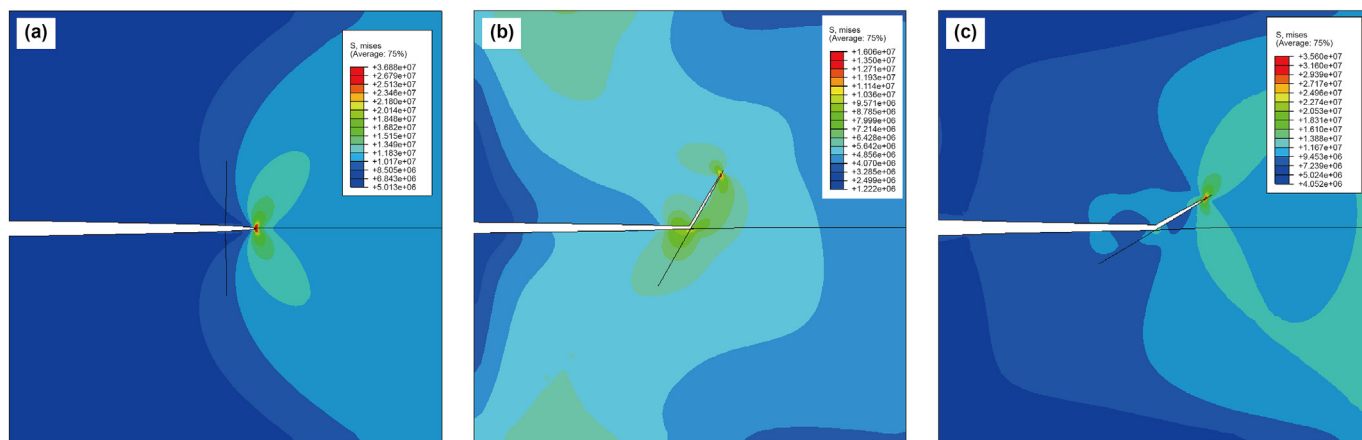 (a)
S, mises
(Average: 75%)
+3.688e+07
+2.679e+07
+2.513e+07
+2.346e+07
+2.180e+07
+2.014e+07
+1.848e+07
+1.682e+07
+1.515e+07
+1.349e+07
+1.183e+07
+1.017e+07
+8.505e+06
+6.843e+06
+5.013e+06
(b)
S, mises
(Average: 75%)
+1.606e+07
+1.350e+07
+1.271e+07
+1.193e+07
+1.114e+07
+1.036e+07
+9.571e+06
+8.785e+06
+7.999e+06
+7.214e+06
+6.428e+06
+5.642e+06
+4.856e+06
+4.070e+06
+3.285e+06
+2.499e+06
+1.222e+06
(c)
S, mises
(Average: 75%)
+3.560e+07
+3.160e+07
+2.939e+07
+2.717e+07
+2.496e+07
+2.274e+07
+2.053e+07
+1.831e+07
+1.610e+07
+1.388e+07
+1.167e+07
+9.453e+06
+7.239e+06
+5.024e+06
+4.052e+06